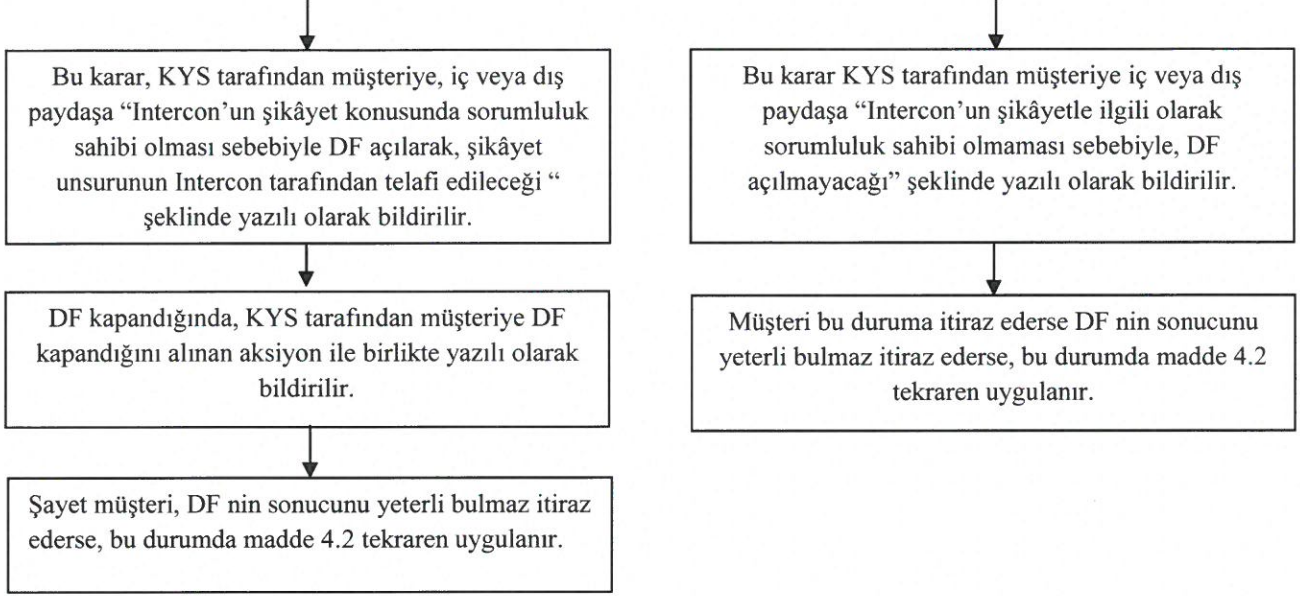 Bu karar, KYS tarafından müşteriye, iç veya dış
paydaşa “Intercon’un şikâyet konusunda sorumluluk
sahibi olması sebebiyle DF açılarak, şikâyet
unsurunun Intercon tarafından telafi edileceği “
şeklinde yazılı olarak bildirilir.
DF kapandığında, KYS tarafından müşteriye DF
kapandığını alınan aksiyon ile birlikte yazılı olarak
bildirilir.
Şayet müşteri, DF nin sonucunu yeterli bulmaz itiraz
ederse, bu durumda madde 4.2 tekraren uygulanır.
Bu karar KYS tarafından müşteriye iç veya dış
paydaşa “Intercon’un şikâyetle ilgili olarak
sorumluluk sahibi olmaması sebebiyle, DF
açılmayacağı” şeklinde yazılı olarak bildirilir.
Müşteri bu duruma itiraz ederse DF nin sonucunu
yeterli bulmaz itiraz ederse, bu durumda madde 4.2
tekraren uygulanır.